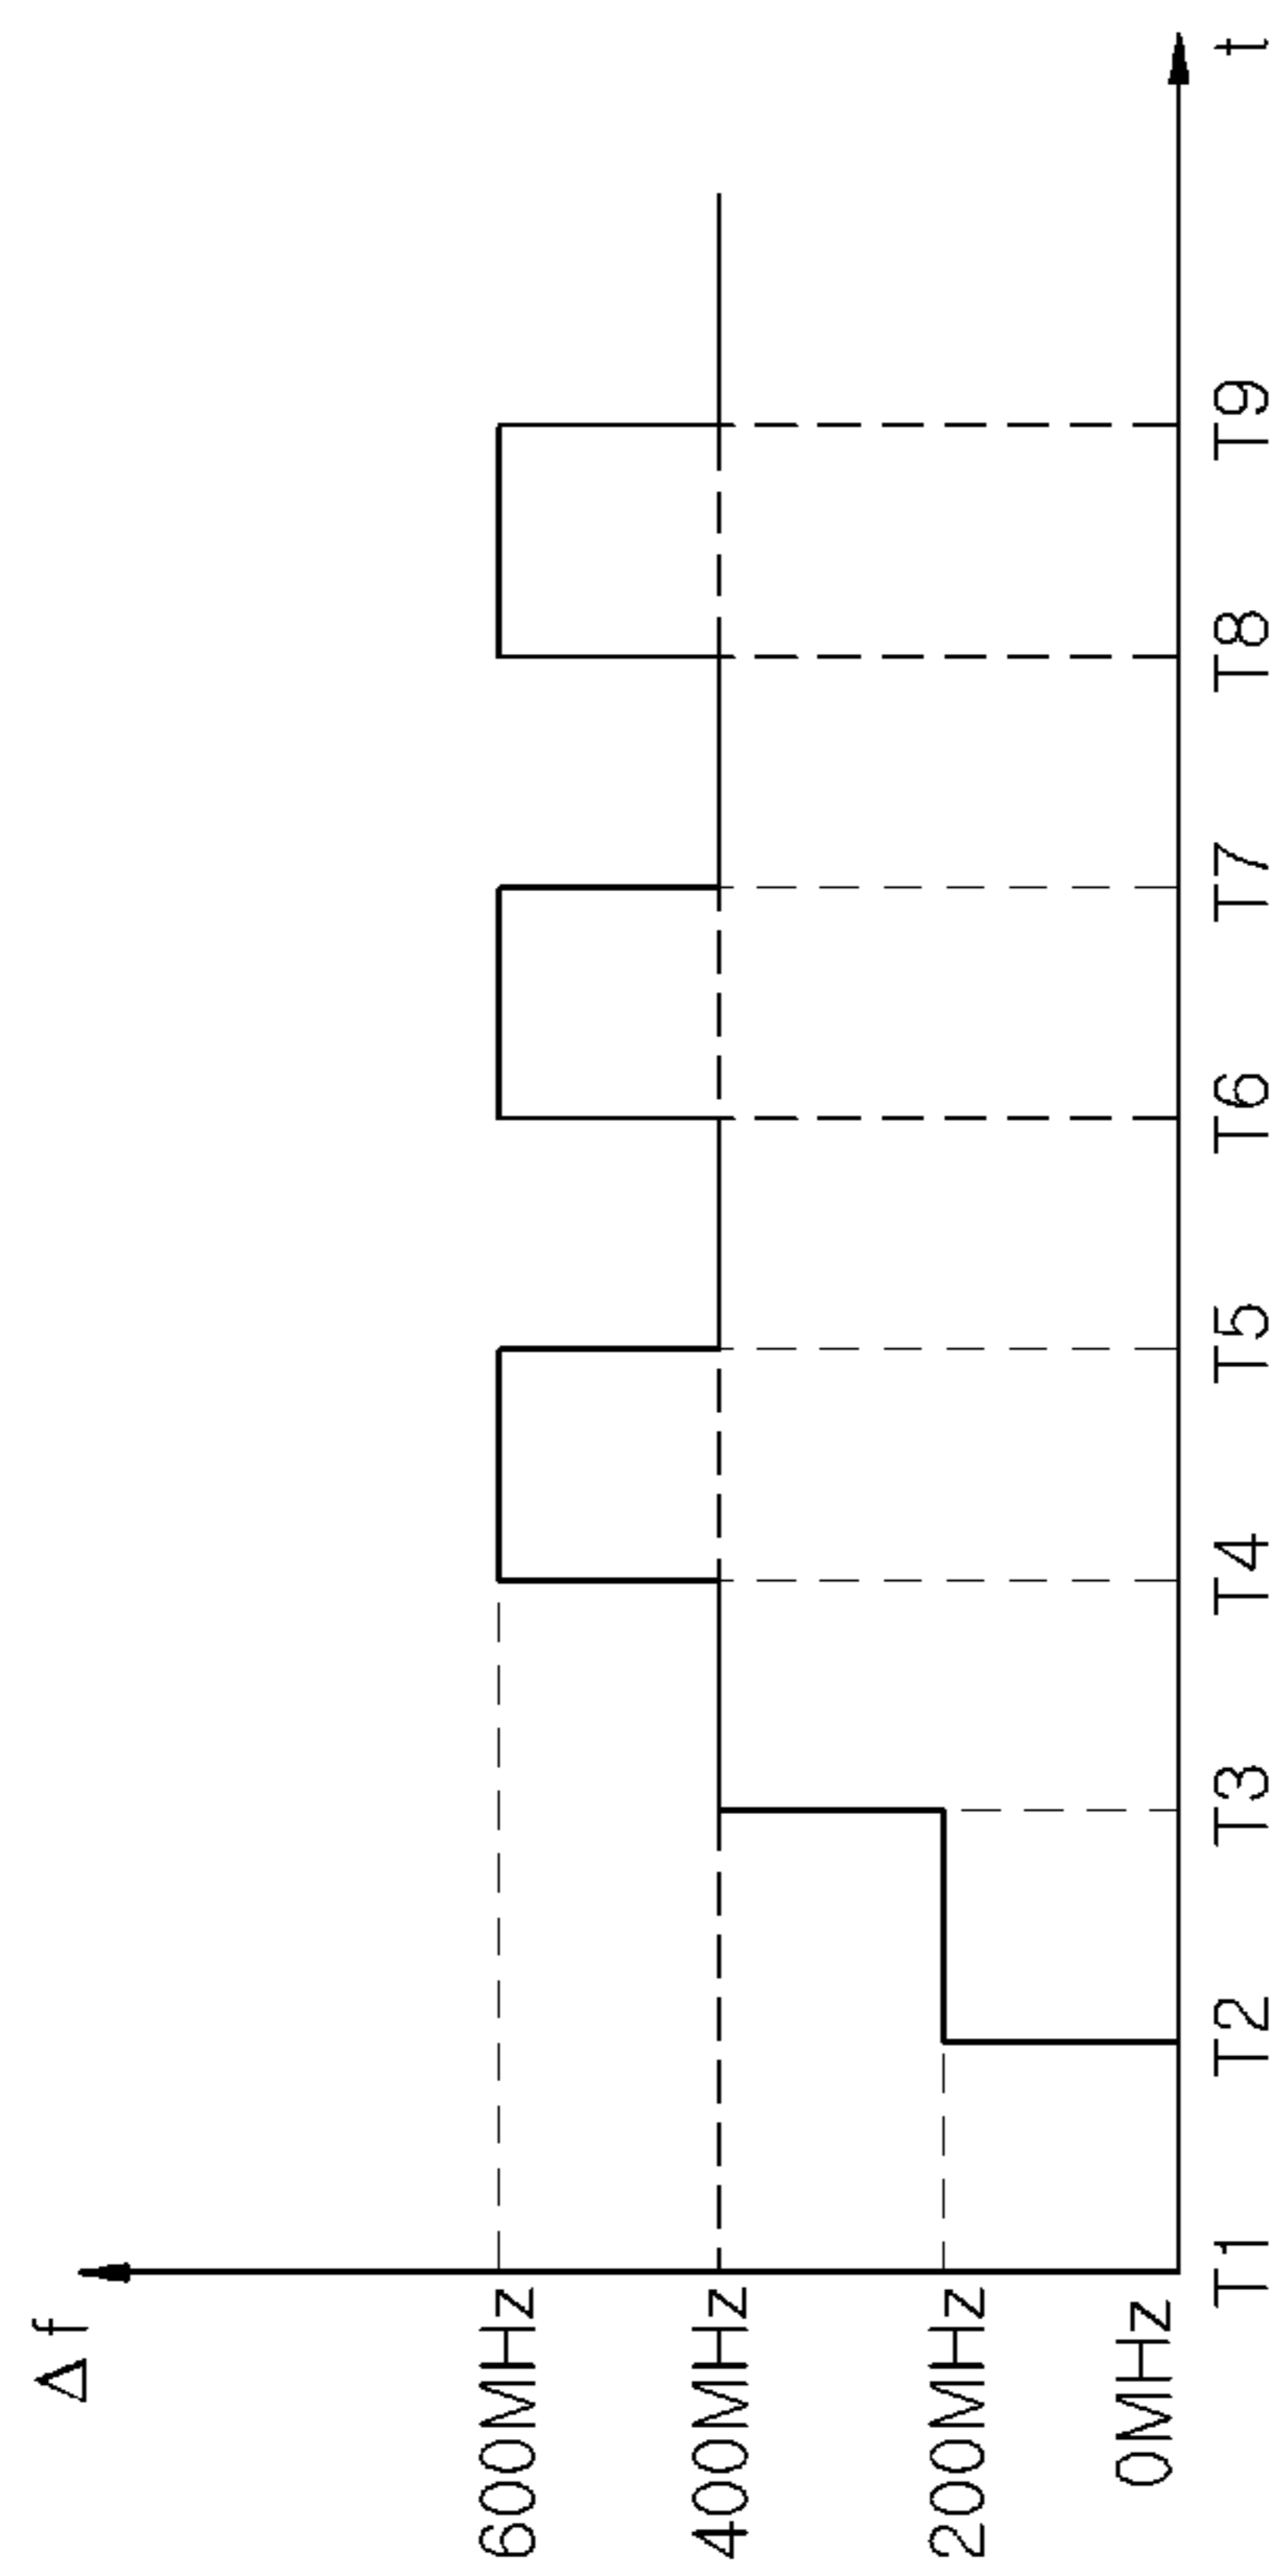 Δf
600MHz
400MHz
200MHz
0MHz
T1 T2 T3 T4 T5 T6 T7 T8 T9 t